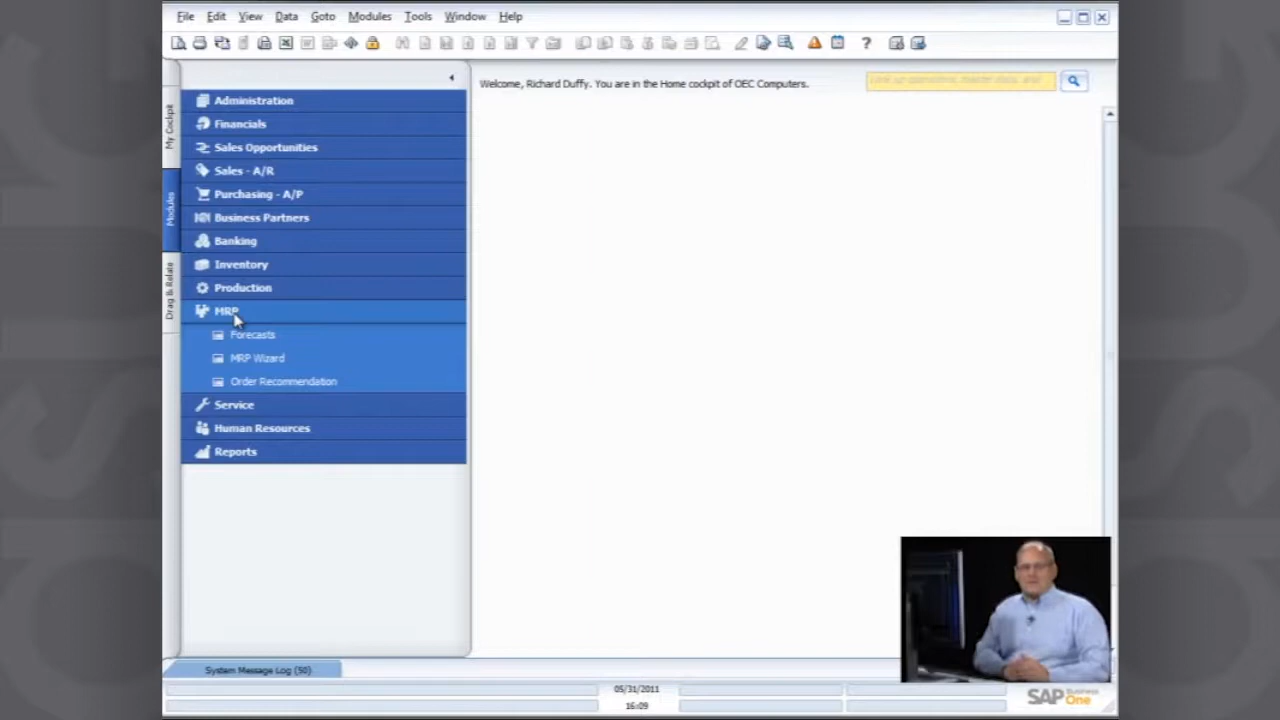 File Edit View Data Goto Modules Tools Window Help
Welcome, Richard Duffy. You are in the Home cockpit of OEC Computers.
My Cockpit
Modules
Drag & Relate
Administration
Financials
Sales Opportunities
Sales - A/R
Purchasing - A/P
Business Partners
Banking
Inventory
Production
MRP
Forecasts
MRP Wizard
Order Recommendation
Service
Human Resources
Reports
System Message Log (50)
05/31/2011
16:09
SAP Business One